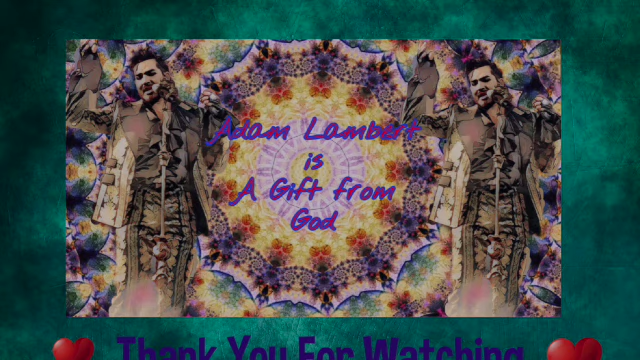 Adam Lambert
is
A Gift from
God
Thank You For Watching